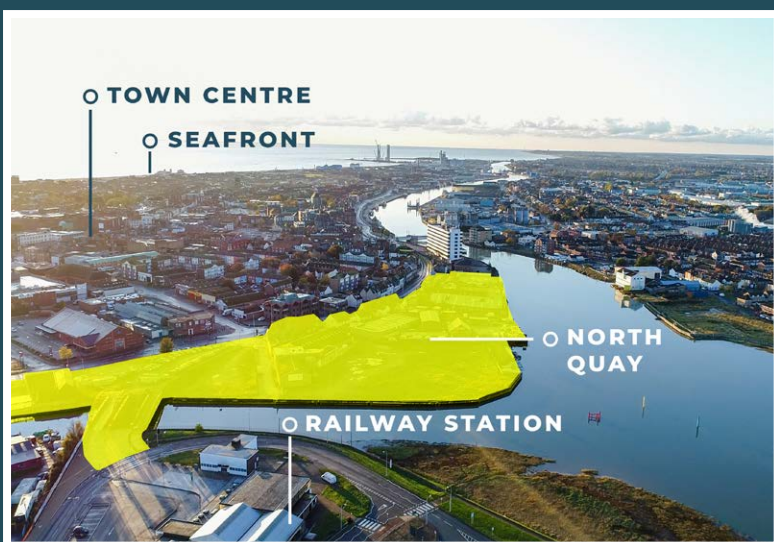 TOWN CENTRE
SEAFRONT
NORTH
QUAY
RAILWAY STATION